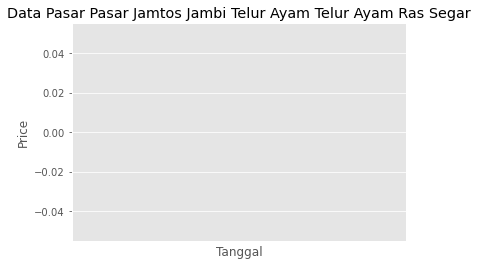 Data Pasar Pasar Jamtos Jambi Telur Ayam Telur Ayam Ras Segar
0.04
0.02
0.00
−0.02
−0.04
Price
Tanggal